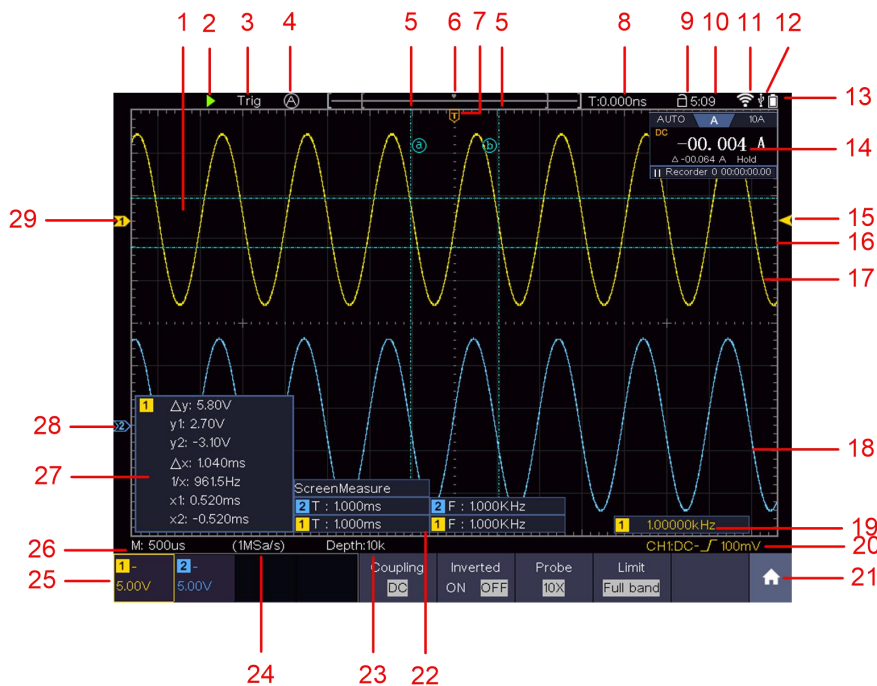 1 2 3 4 5 6 7 5 8 9 10 11 12
Trig A T:0.000ns 5:09
13
T
AUTO A 10A
DC
-00.004 A
14
a b
Δ -00.064 A Hold
Recorder 0 00:00:00.00
29 1 15
16
17
1 Δy: 5.80V
28 2
y1: 2.70V
y2: -3.10V
18
27
Δx: 1.040ms
1/x: 961.5Hz
ScreenMeasure
x1: 0.520ms
2 T : 1.000ms 2 F : 1.000KHz
x2: -0.520ms
1 T : 1.000ms 1 F : 1.000KHz
1 1.00000kHz 19
26 M: 500us (1MSa/s) Depth:10k CH1:DC- 100mV 20
25
1 - 2 - Coupling Inverted Probe Limit
21
5.00V 5.00V DC ON OFF 10X Full band
24 23 22